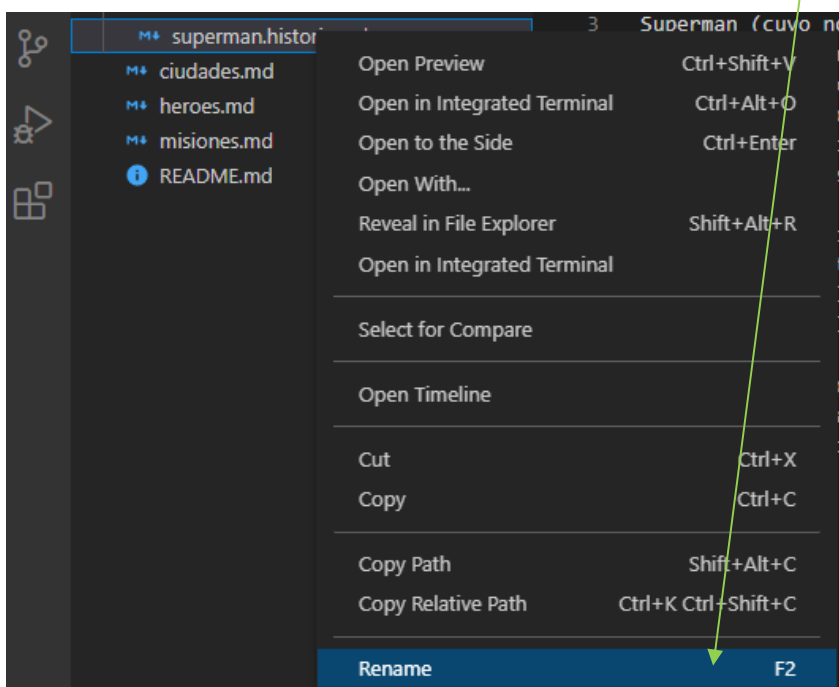 superman.histori
3 Superman (cuyo
ciudades.md
heroes.md
misiones.md
README.md
Open Preview Ctrl+Shift+V
Open in Integrated Terminal Ctrl+Alt+O
Open to the Side Ctrl+Enter
Open With...
Reveal in File Explorer Shift+Alt+R
Open in Integrated Terminal
Select for Compare
Open Timeline
Cut Ctrl+X
Copy Ctrl+C
Copy Path Shift+Alt+C
Copy Relative Path Ctrl+K Ctrl+Shift+C
Rename F2